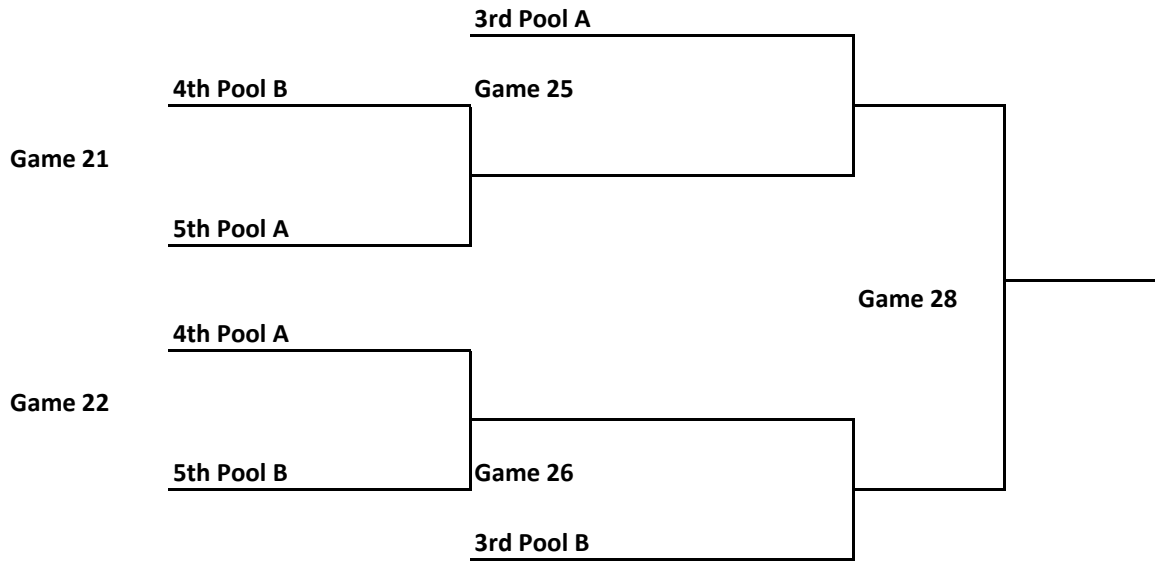 3rd Pool A
4th Pool B
Game 25
Game 21
5th Pool A
Game 28
4th Pool A
Game 22
5th Pool B
Game 26
3rd Pool B